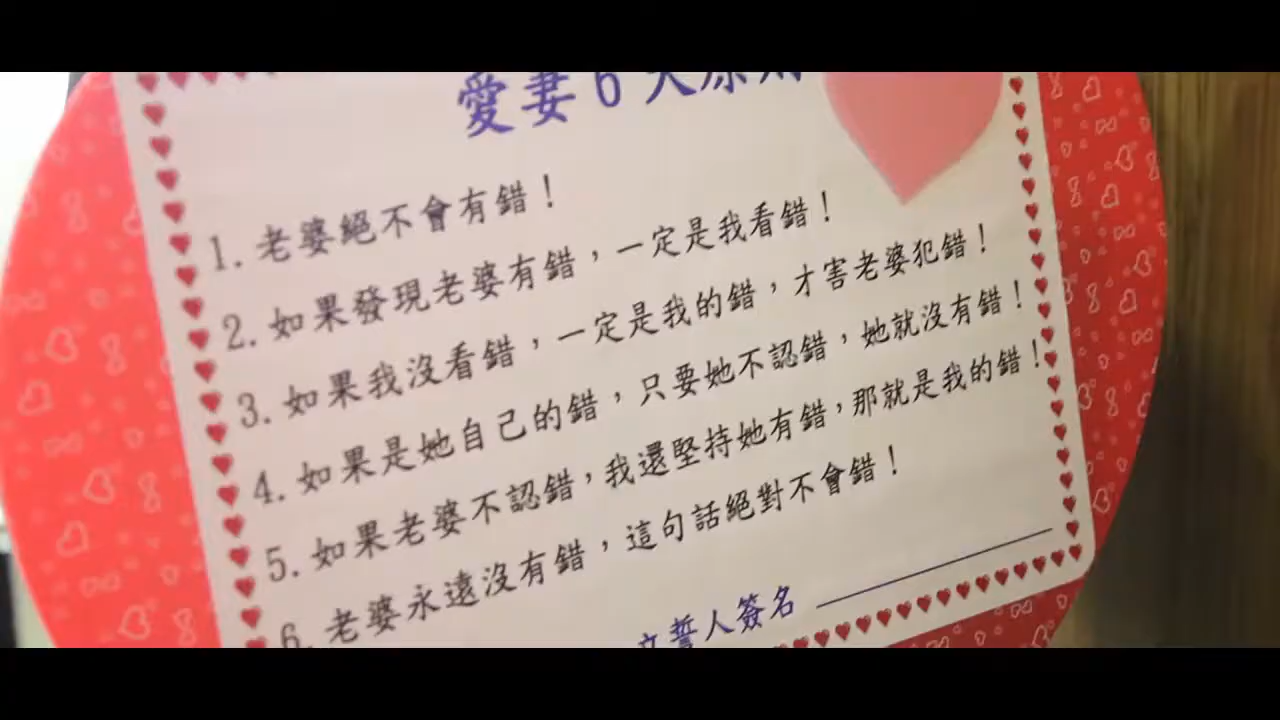 愛妻6大原則
1. 老婆絕不會有錯！
2. 如果發現老婆有錯，一定是我看錯！
3. 如果我沒看錯，一定是我的錯，才害老婆犯錯！
4. 如果是她自己的錯，只要她不認錯，她就沒有錯！
5. 如果老婆不認錯，我還堅持她有錯，那就是我的錯！
6. 老婆永遠沒有錯，這句話絕對不會錯！
立誓人簽名